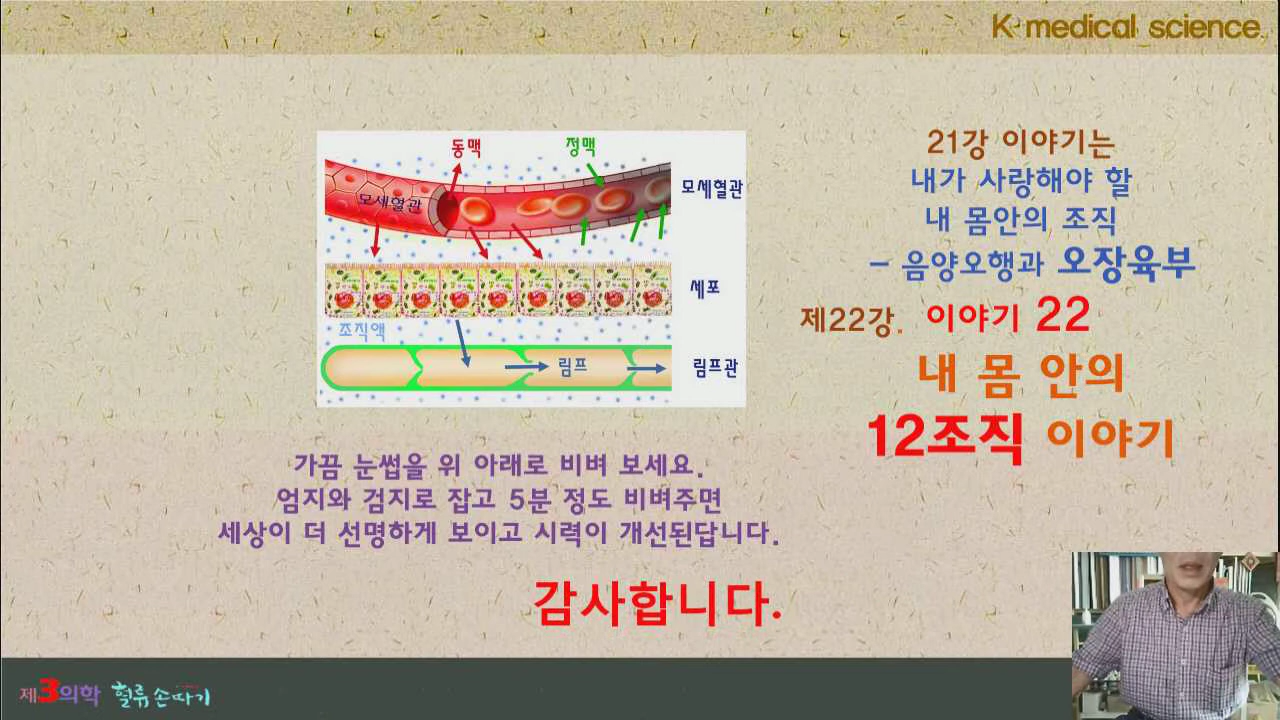 K medical science
동맥
정맥
모세혈관
모세혈관
세포
조직액
림프
림프관
21강 이야기는
내가 사랑해야 할
내 몸안의 조직
- 음양오행과 오장육부
제22강. 이야기 22
내 몸 안의
12조직 이야기
가끔 눈썹을 위 아래로 비벼 보세요.
엄지와 검지로 잡고 5분 정도 비벼주면
세상이 더 선명하게 보이고 시력이 개선된답니다.
감사합니다.
제3의학 혈류손따기